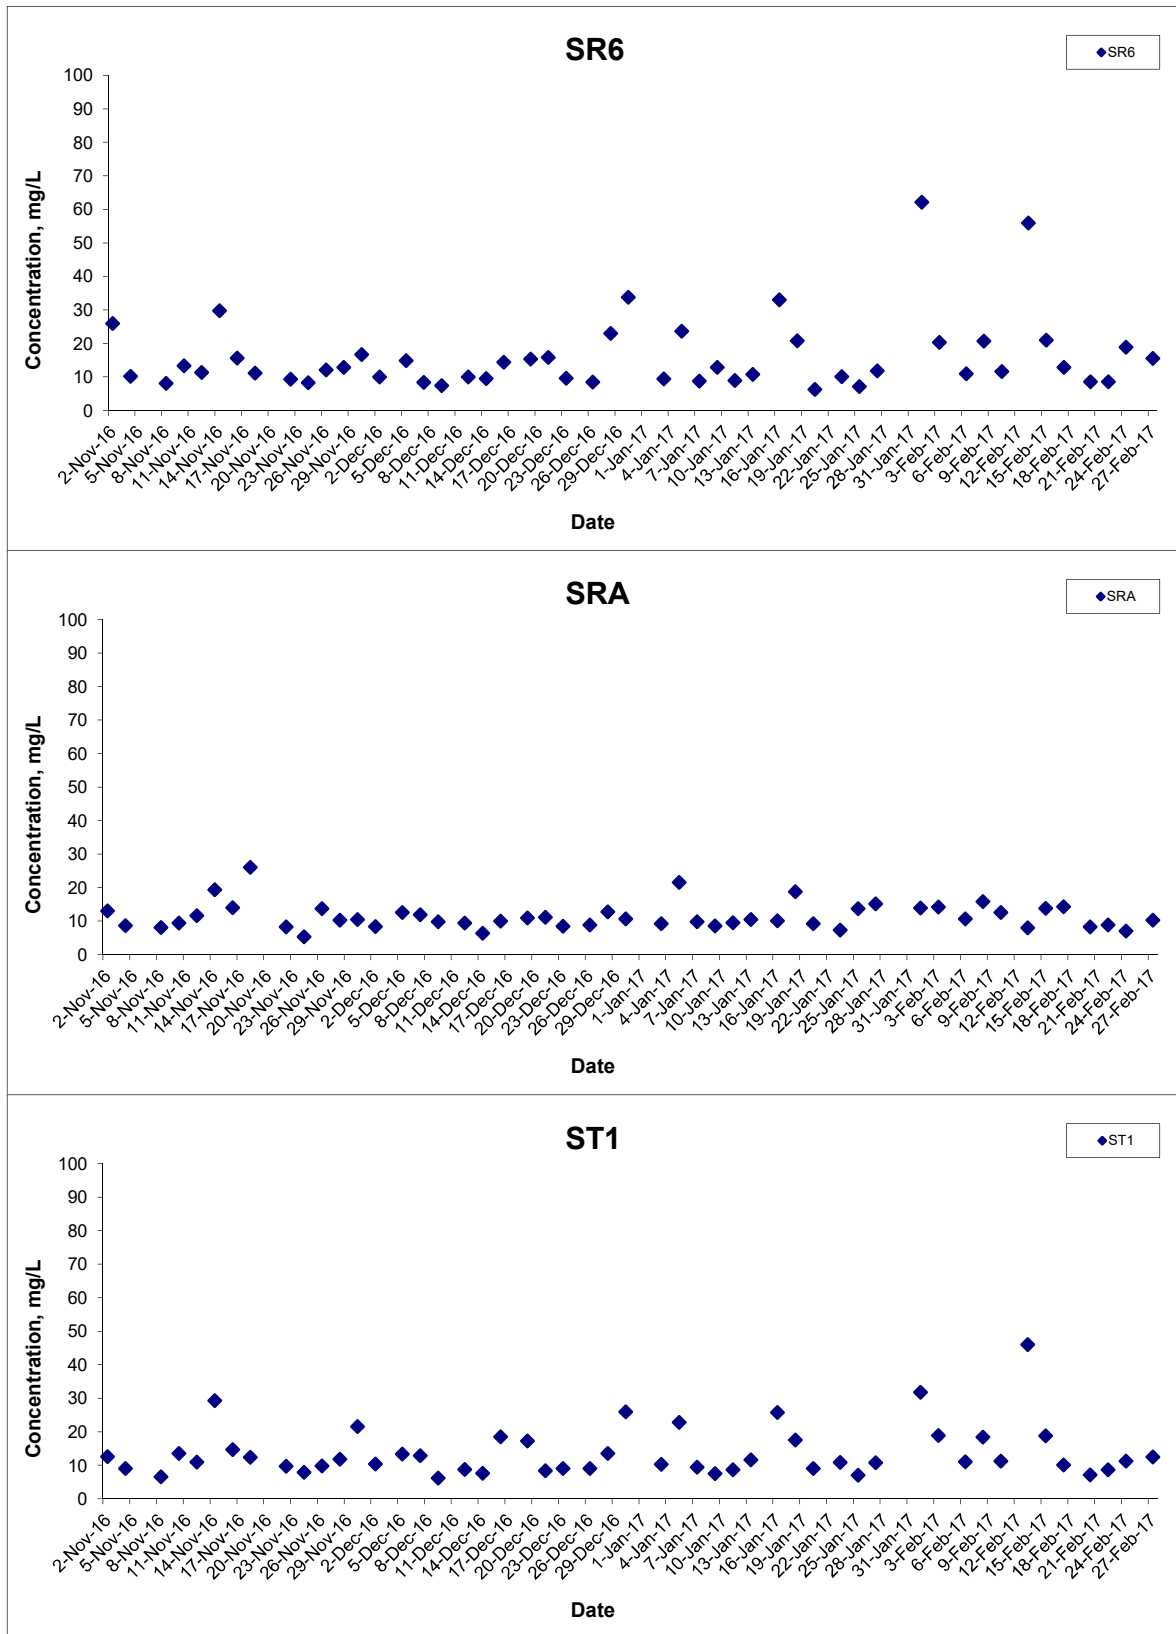 SR6
SR6
100
90
80
70
60
50
40
30
20
10
0
Concentration, mg/L
2-Nov-16
5-Nov-16
8-Nov-16
11-Nov-16
14-Nov-16
17-Nov-16
20-Nov-16
23-Nov-16
26-Nov-16
29-Nov-16
2-Dec-16
5-Dec-16
8-Dec-16
11-Dec-16
14-Dec-16
17-Dec-16
20-Dec-16
23-Dec-16
26-Dec-16
29-Dec-16
1-Jan-17
4-Jan-17
7-Jan-17
10-Jan-17
13-Jan-17
16-Jan-17
19-Jan-17
22-Jan-17
25-Jan-17
28-Jan-17
31-Jan-17
3-Feb-17
6-Feb-17
9-Feb-17
12-Feb-17
15-Feb-17
18-Feb-17
21-Feb-17
24-Feb-17
27-Feb-17
Date
SRA
SRA
100
90
80
70
60
50
40
30
20
10
0
Concentration, mg/L
2-Nov-16
5-Nov-16
8-Nov-16
11-Nov-16
14-Nov-16
17-Nov-16
20-Nov-16
23-Nov-16
26-Nov-16
29-Nov-16
2-Dec-16
5-Dec-16
8-Dec-16
11-Dec-16
14-Dec-16
17-Dec-16
20-Dec-16
23-Dec-16
26-Dec-16
29-Dec-16
1-Jan-17
4-Jan-17
7-Jan-17
10-Jan-17
13-Jan-17
16-Jan-17
19-Jan-17
22-Jan-17
25-Jan-17
28-Jan-17
31-Jan-17
3-Feb-17
6-Feb-17
9-Feb-17
12-Feb-17
15-Feb-17
18-Feb-17
21-Feb-17
24-Feb-17
27-Feb-17
Date
ST1
ST1
100
90
80
70
60
50
40
30
20
10
0
Concentration, mg/L
2-Nov-16
5-Nov-16
8-Nov-16
11-Nov-16
14-Nov-16
17-Nov-16
20-Nov-16
23-Nov-16
26-Nov-16
29-Nov-16
2-Dec-16
5-Dec-16
8-Dec-16
11-Dec-16
14-Dec-16
17-Dec-16
20-Dec-16
23-Dec-16
26-Dec-16
29-Dec-16
1-Jan-17
4-Jan-17
7-Jan-17
10-Jan-17
13-Jan-17
16-Jan-17
19-Jan-17
22-Jan-17
25-Jan-17
28-Jan-17
31-Jan-17
3-Feb-17
6-Feb-17
9-Feb-17
12-Feb-17
15-Feb-17
18-Feb-17
21-Feb-17
24-Feb-17
27-Feb-17
Date